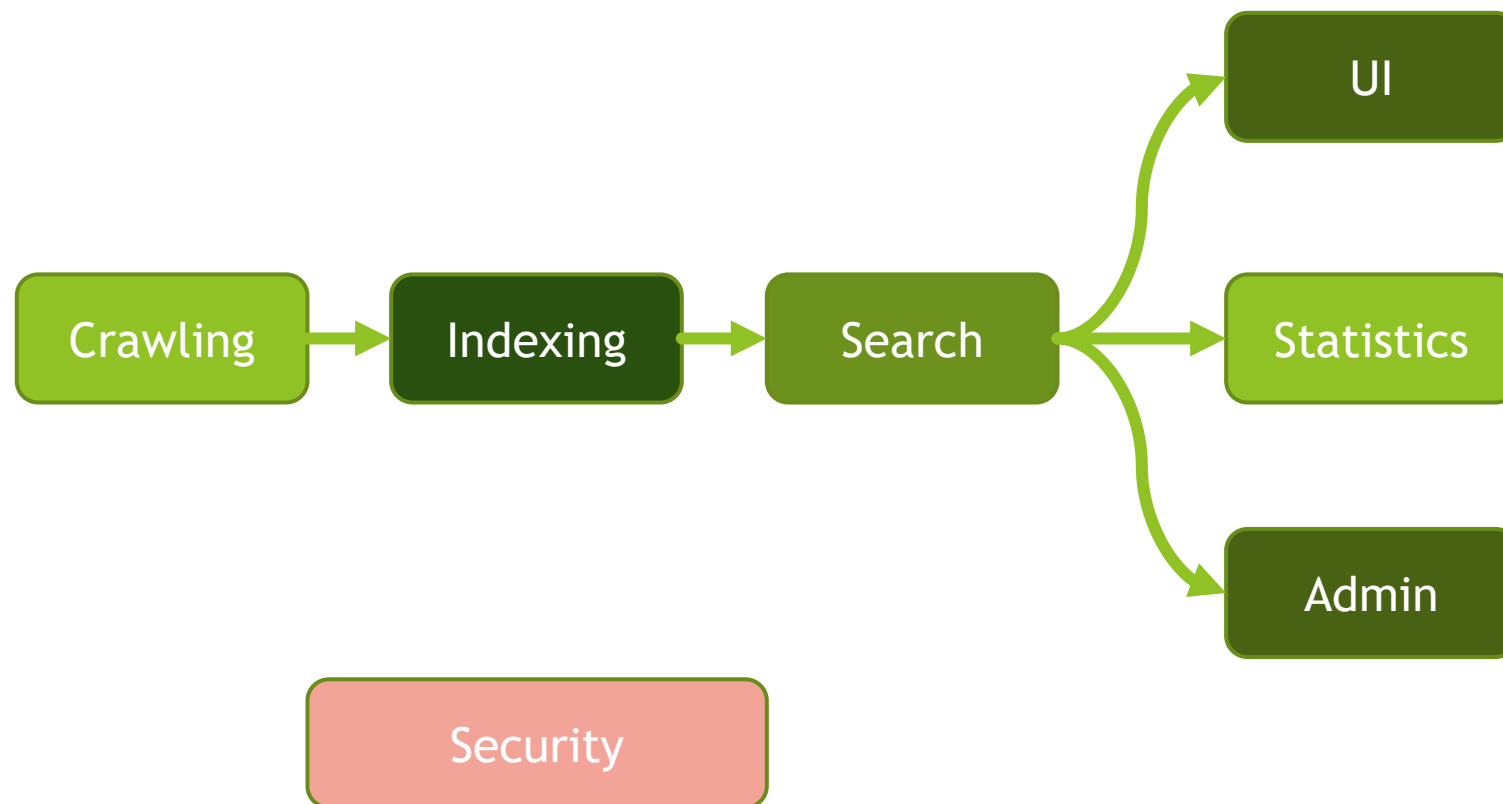 UI
Crawling
Indexing
Search
Statistics
Admin
Security